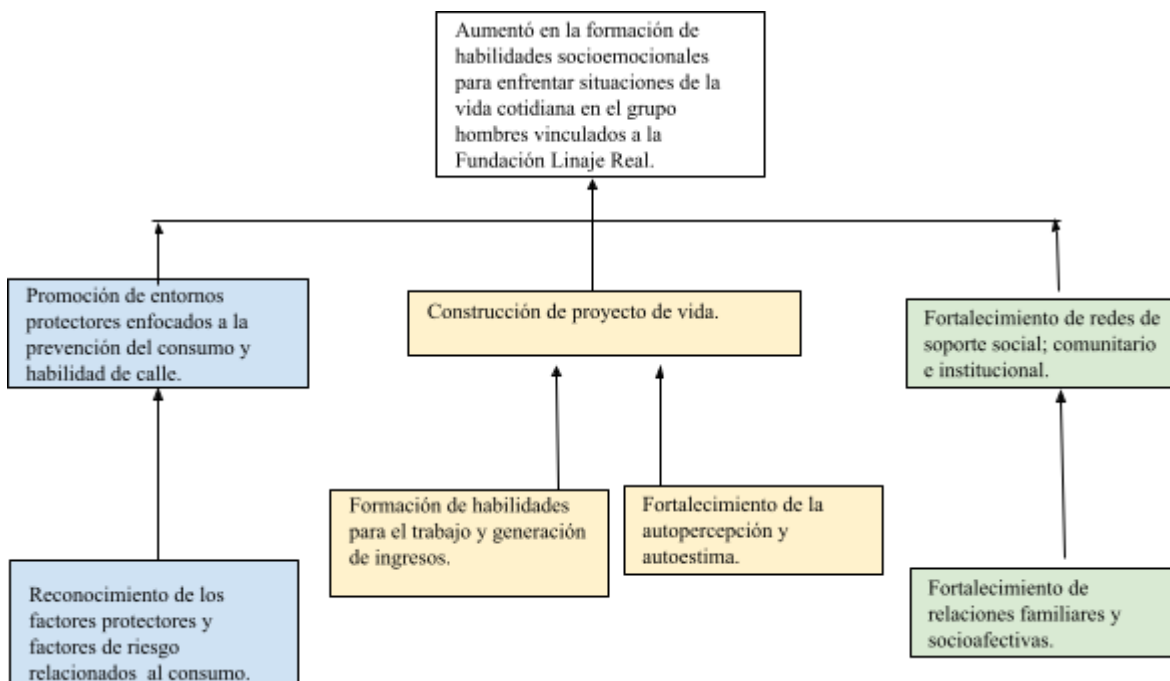 Aumentó en la formación de
habilidades socioemocionales
para enfrentar situaciones de la
vida cotidiana en el grupo
hombres vinculados a la
Fundación Linaje Real.
Promoción de entornos
protectores enfocados a la
prevención del consumo y
habilidad de calle.
Construcción de proyecto de vida.
Fortalecimiento de redes de
soporte social; comunitario
e institucional.
Formación de habilidades
para el trabajo y generación
de ingresos.
Fortalecimiento de la
autopercepción y
autoestima.
Reconocimiento de los
factores protectores y
factores de riesgo
relacionados al consumo.
Fortalecimiento de
relaciones familiares y
socioafectivas.